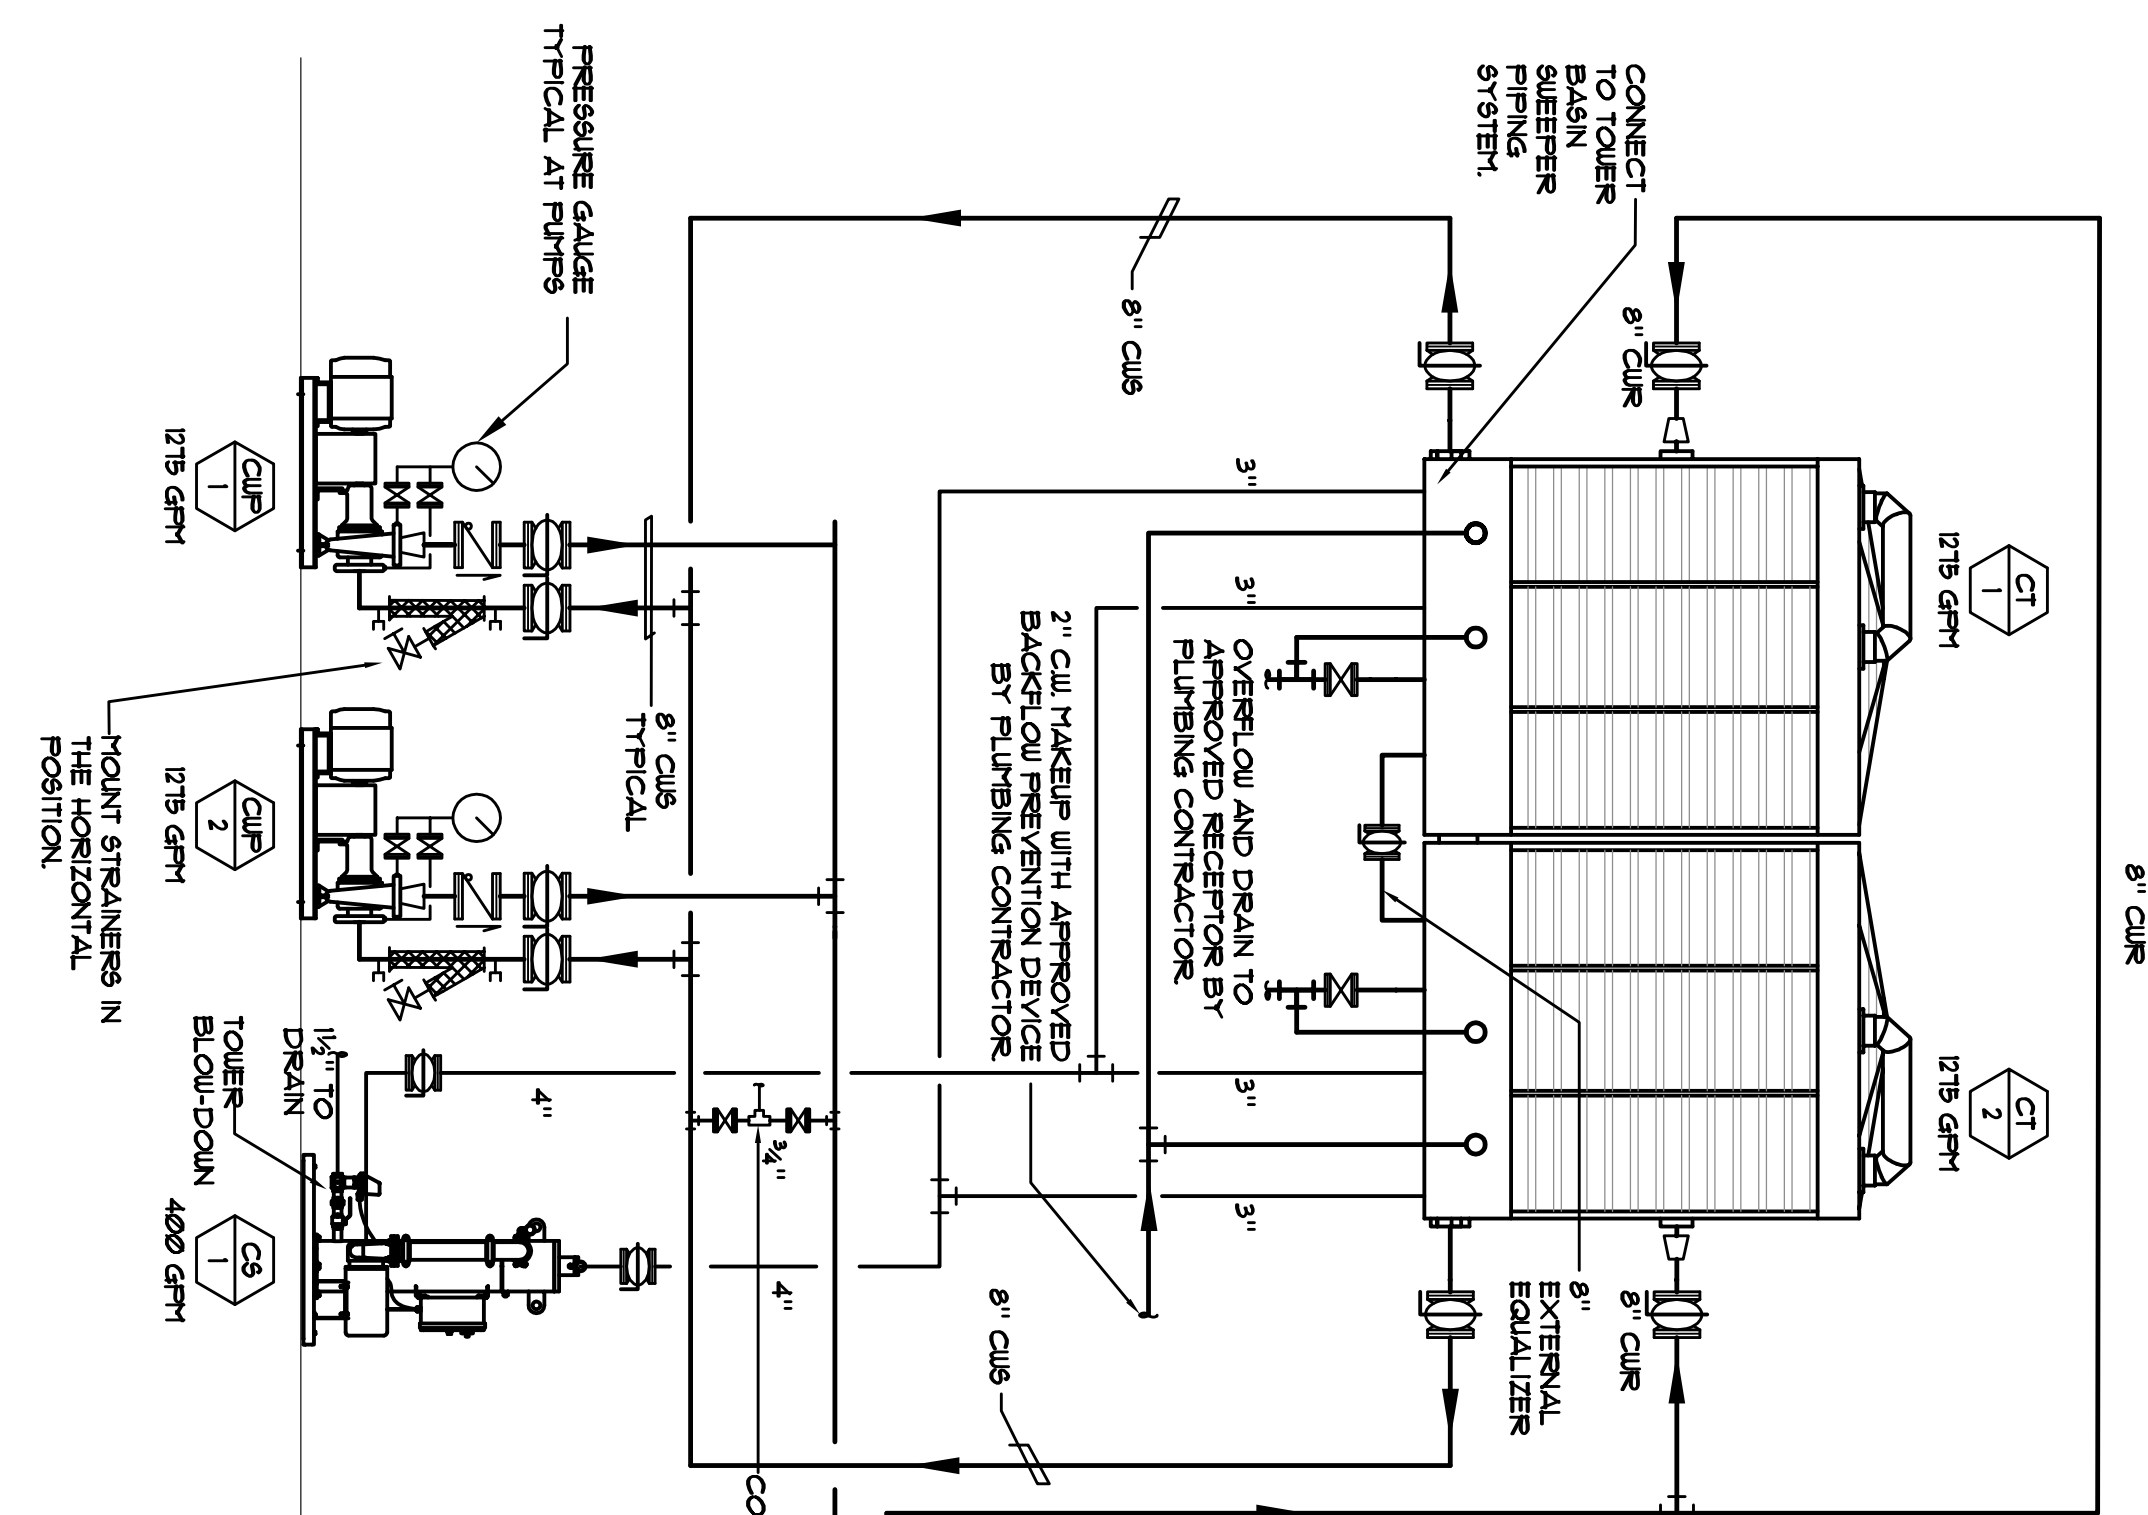 CT
1
1275 GPM
CT
2
1275 GPM
8" CWR
CONNECT
TO TOWER
BASIN
SWEEPER
PIPING
SYSTEM.
8" CWR
8" CWR
8"
EXTERNAL
EQUALIZER
8" CWS
3"
3"
3"
3"
OVERFLOW AND DRAIN TO
APPROVED RECEPTOR BY
PLUMBING CONTRACTOR
2" C.W. MAKEUP WITH APPROVED
BACKFLOW PREVENTION DEVICE
BY PLUMBING CONTRACTOR
8" CWS
4"
3/4"
CO
8" CWS
TYPICAL
PRESSURE GAUGE
TYPICAL AT PUMPS
4"
1½" TO
DRAIN
TOWER
BLOW-DOWN
CWP
1
1275 GPM
CWP
2
1275 GPM
CS
1
400 GPM
MOUNT STRAINERS IN
THE HORIZONTAL
POSITION.